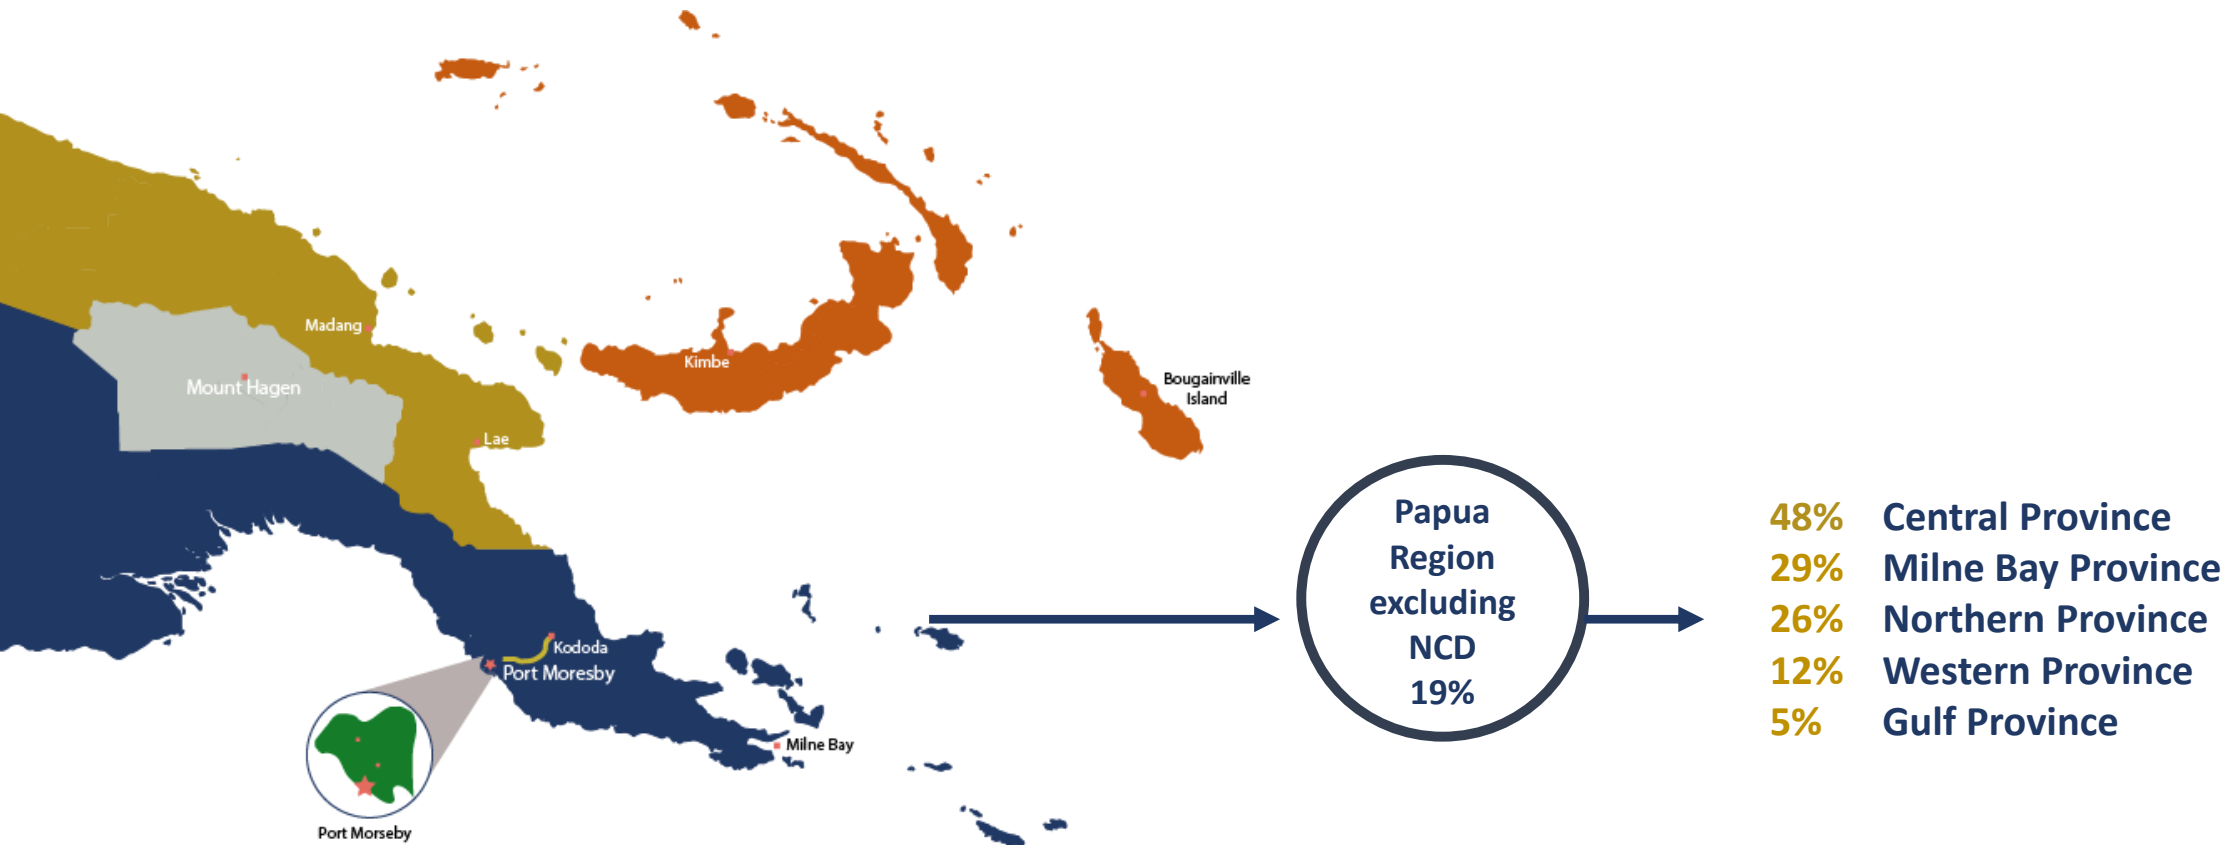 Madang
Mount Hagen
Lae
Kimbe
Bougainville
Island
Kododa
Port Moresby
Milne Bay
Port Morseby
Papua
Region
excluding
NCD
19%
48% Central Province
29% Milne Bay Province
26% Northern Province
12% Western Province
5% Gulf Province